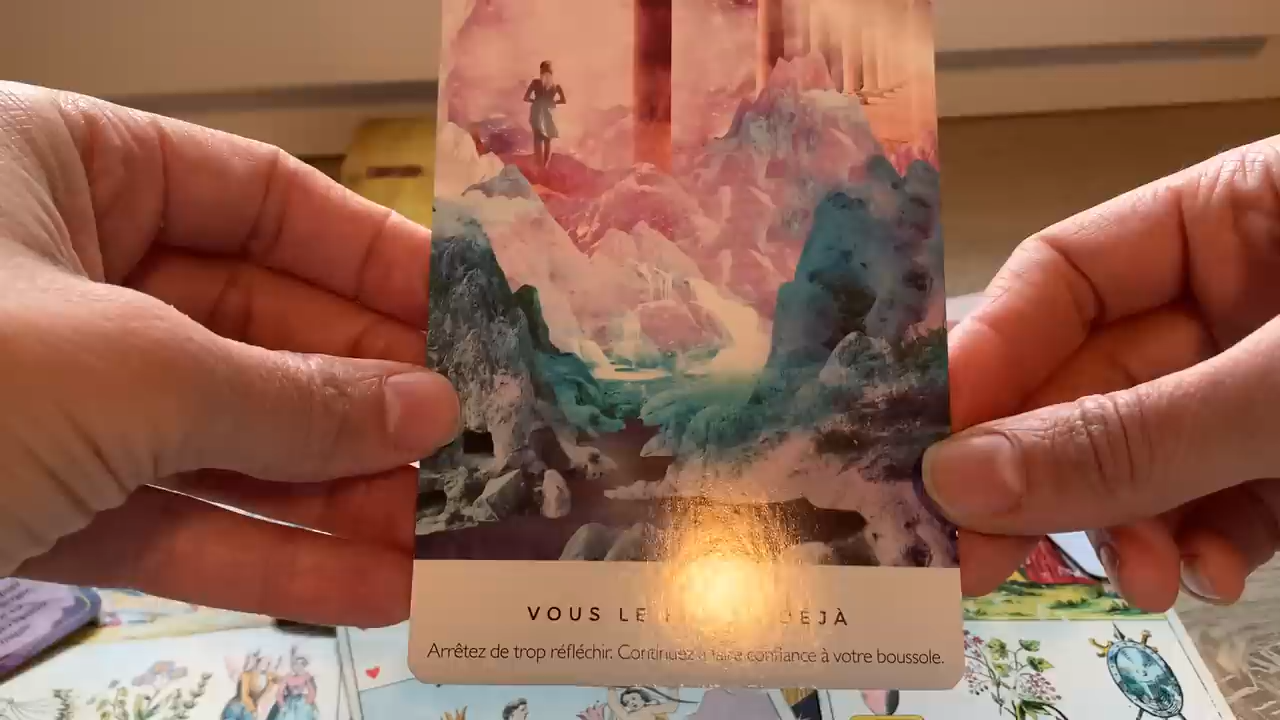 VOUS LE DÉJÀ
Arrêtez de trop réfléchir. Continuez à faire confiance à votre boussole.